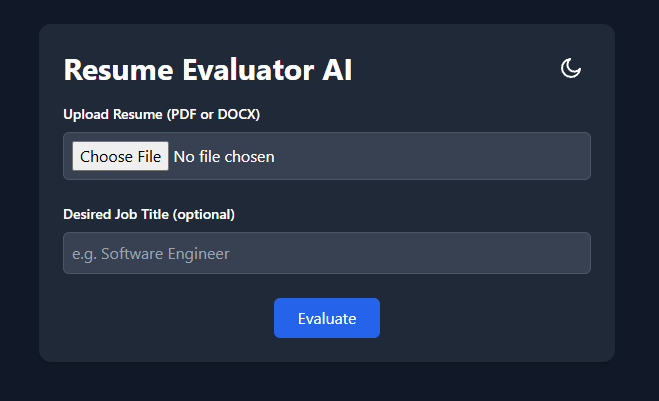 Resume Evaluator AI
Upload Resume (PDF or DOCX)
Choose File No file chosen
Desired Job Title (optional)
e.g. Software Engineer
Evaluate